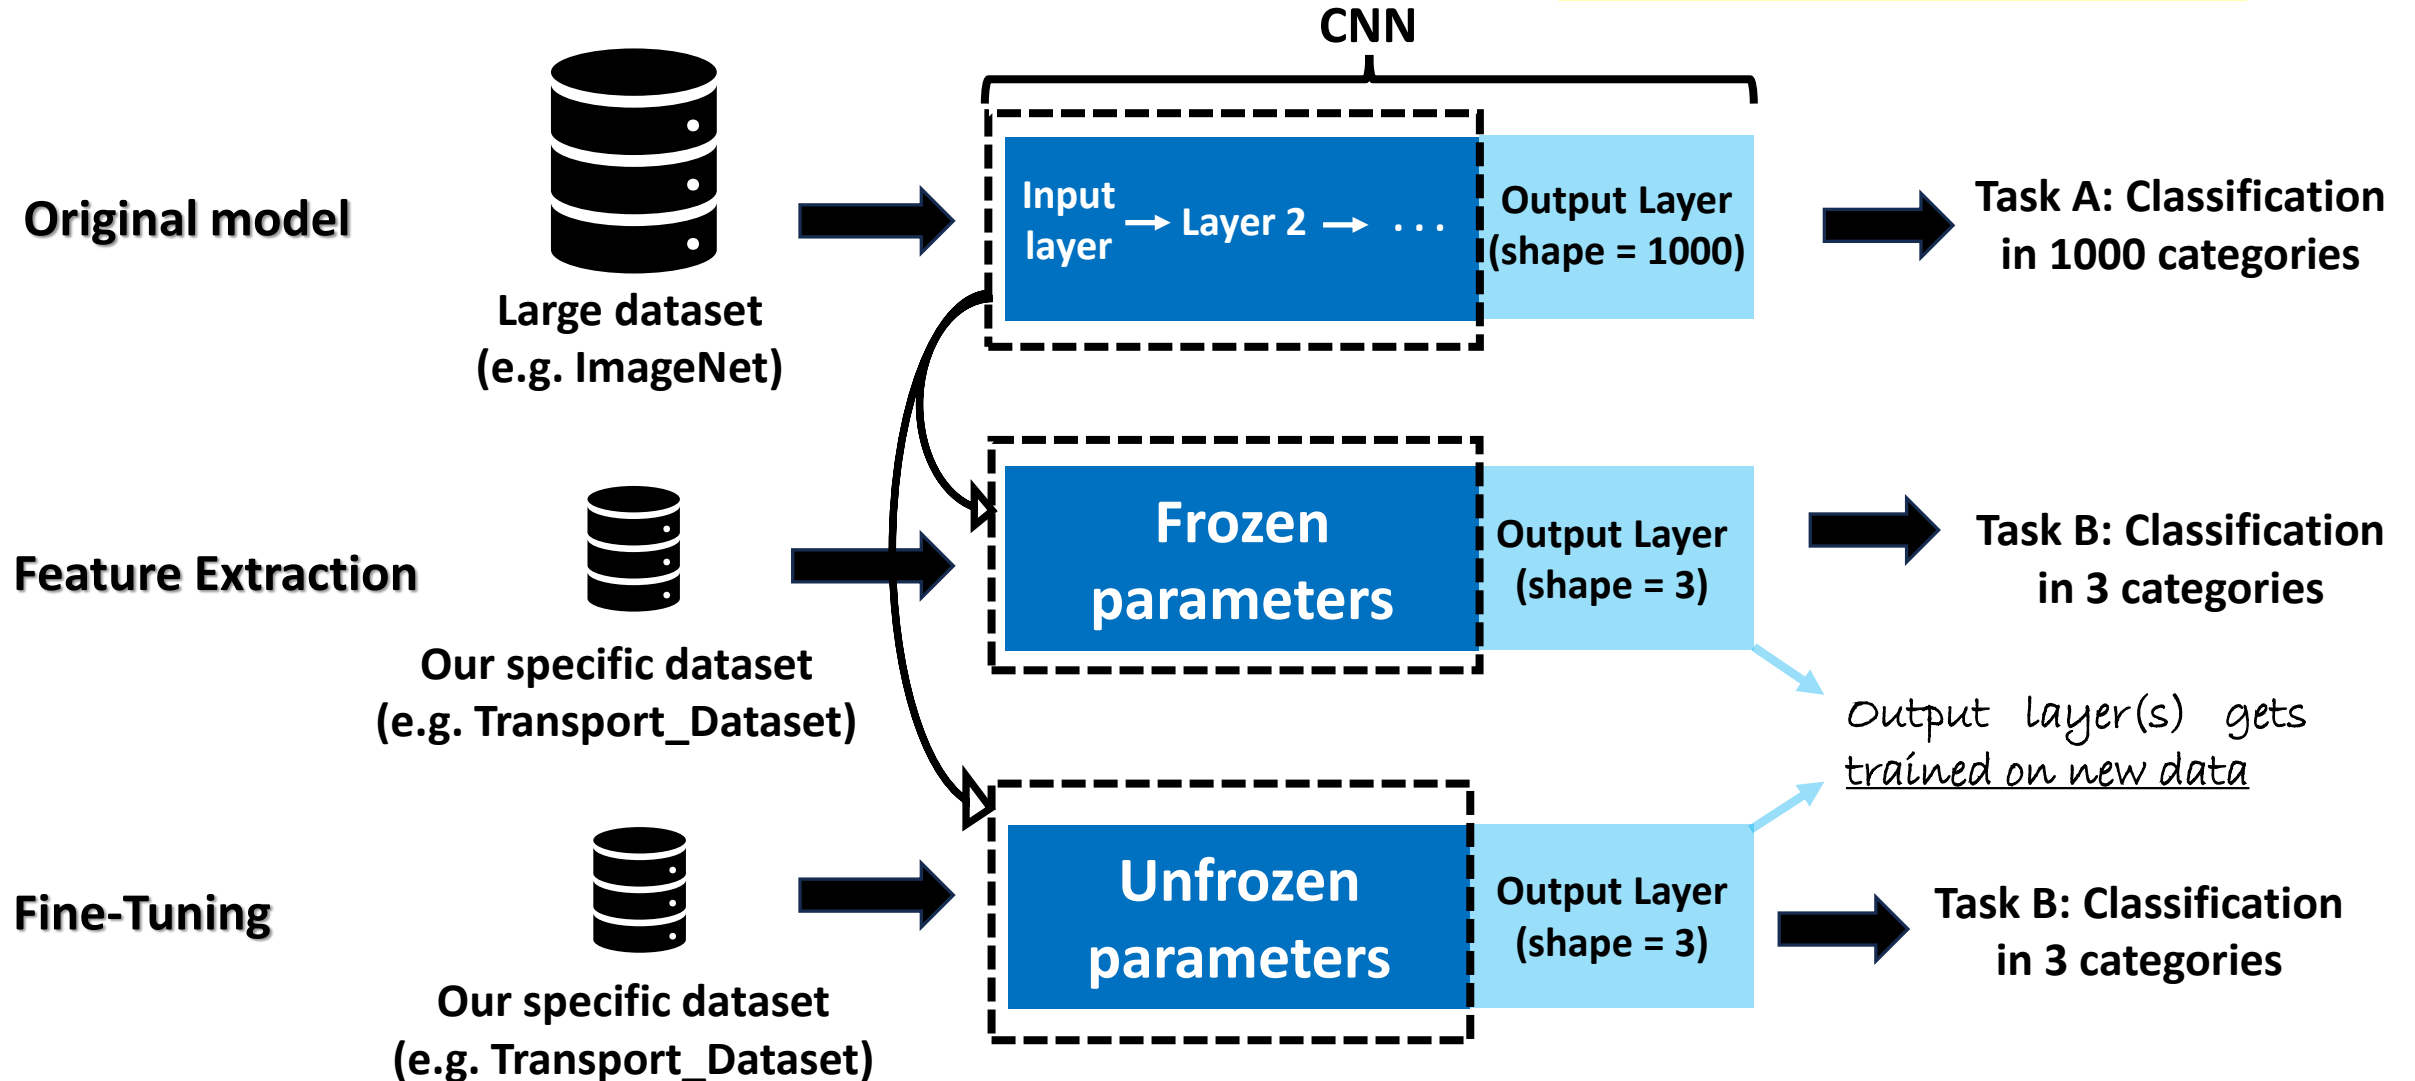 CNN
Original model
Large dataset
(e.g. ImageNet)
Input
layer
Layer 2
. . .
Output Layer
(shape = 1000)
Task A: Classification
in 1000 categories
Feature Extraction
Our specific dataset
(e.g. Transport_Dataset)
Frozen
parameters
Output Layer
(shape = 3)
Task B: Classification
in 3 categories
Output layer(s) gets
trained on new data
Fine-Tuning
Our specific dataset
(e.g. Transport_Dataset)
Unfrozen
parameters
Output Layer
(shape = 3)
Task B: Classification
in 3 categories